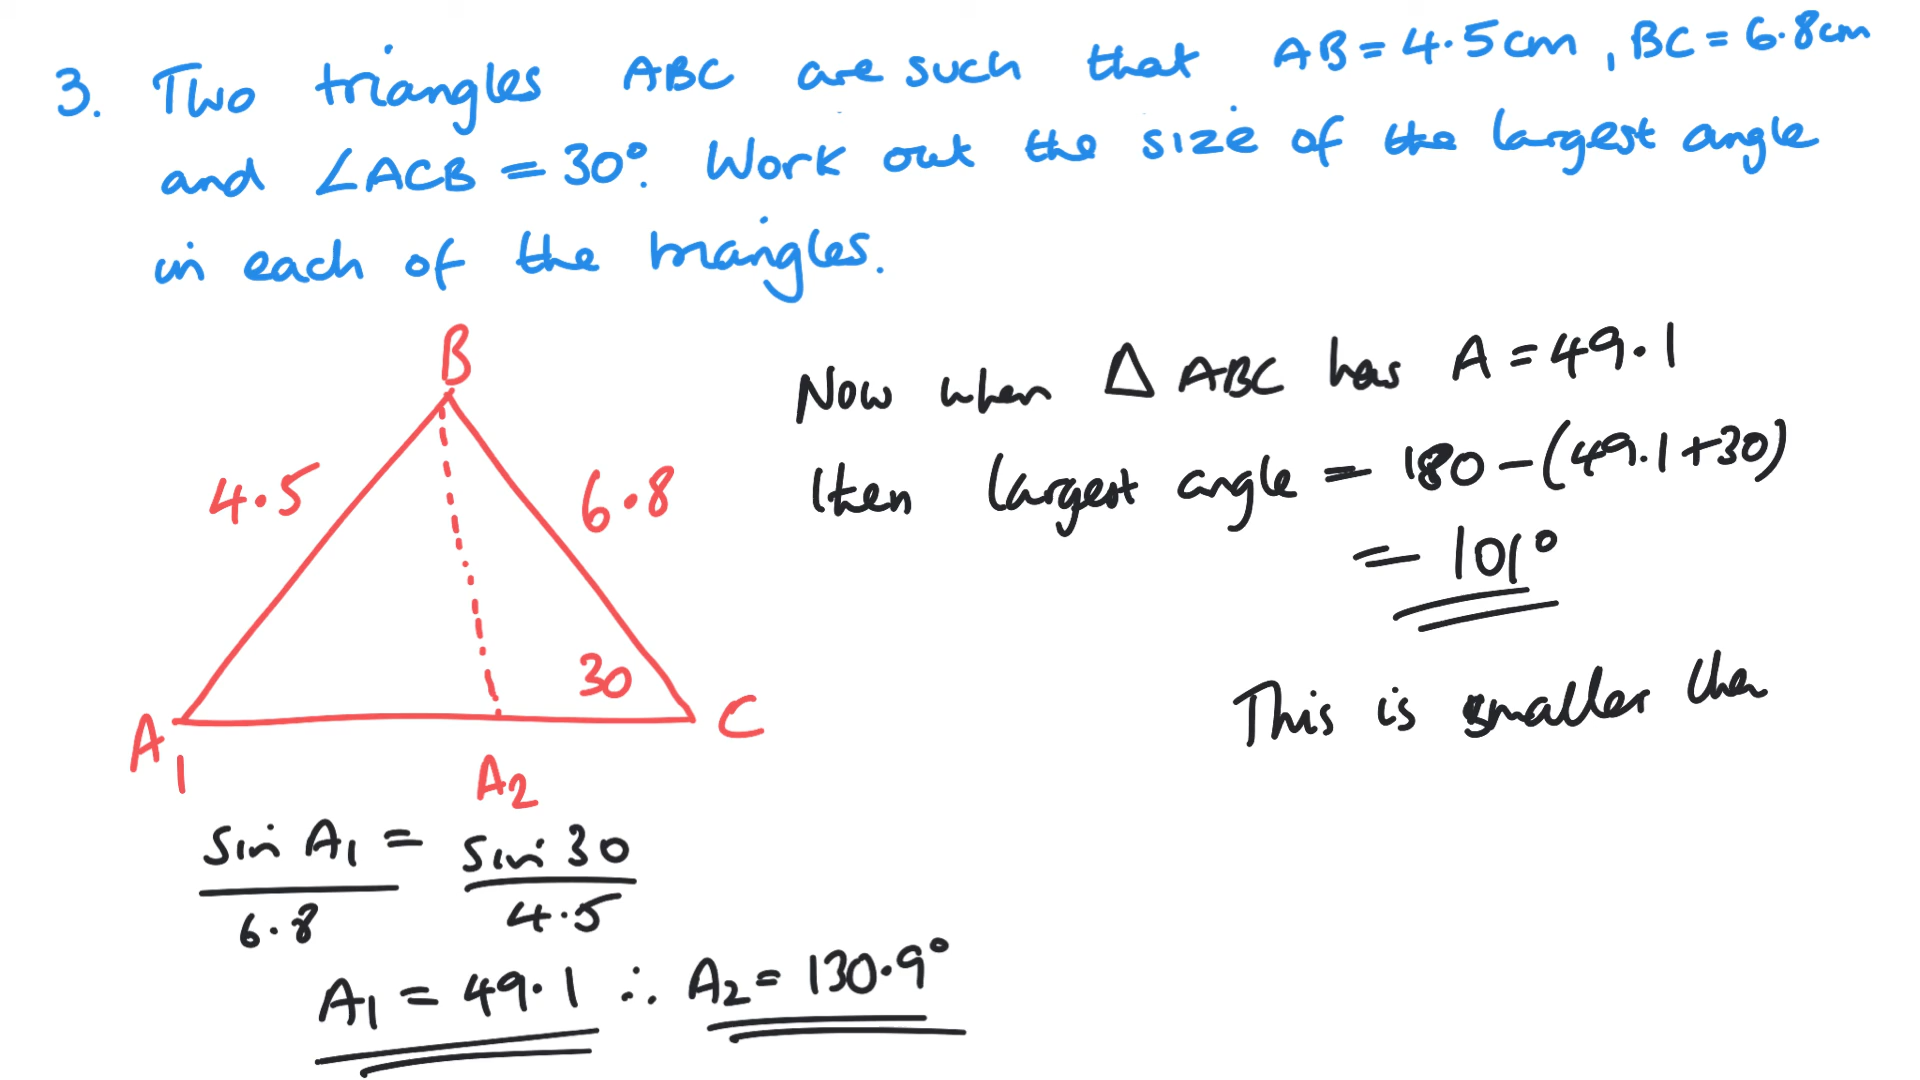 3. Two triangles ABC are such that AB = 4.5cm, BC = 6.8cm
and ∠ACB = 30°. Work out the size of the largest angle
in each of the triangles.
B
4.5
6.8
30
A1
A2
C
sin A1 = sin 30
6.8 4.5
A1 = 49.1 ∴ A2 = 130.9°
Now when △ ABC has A = 49.1
then largest angle = 180 - (49.1+30)
= 101°
This is smaller than